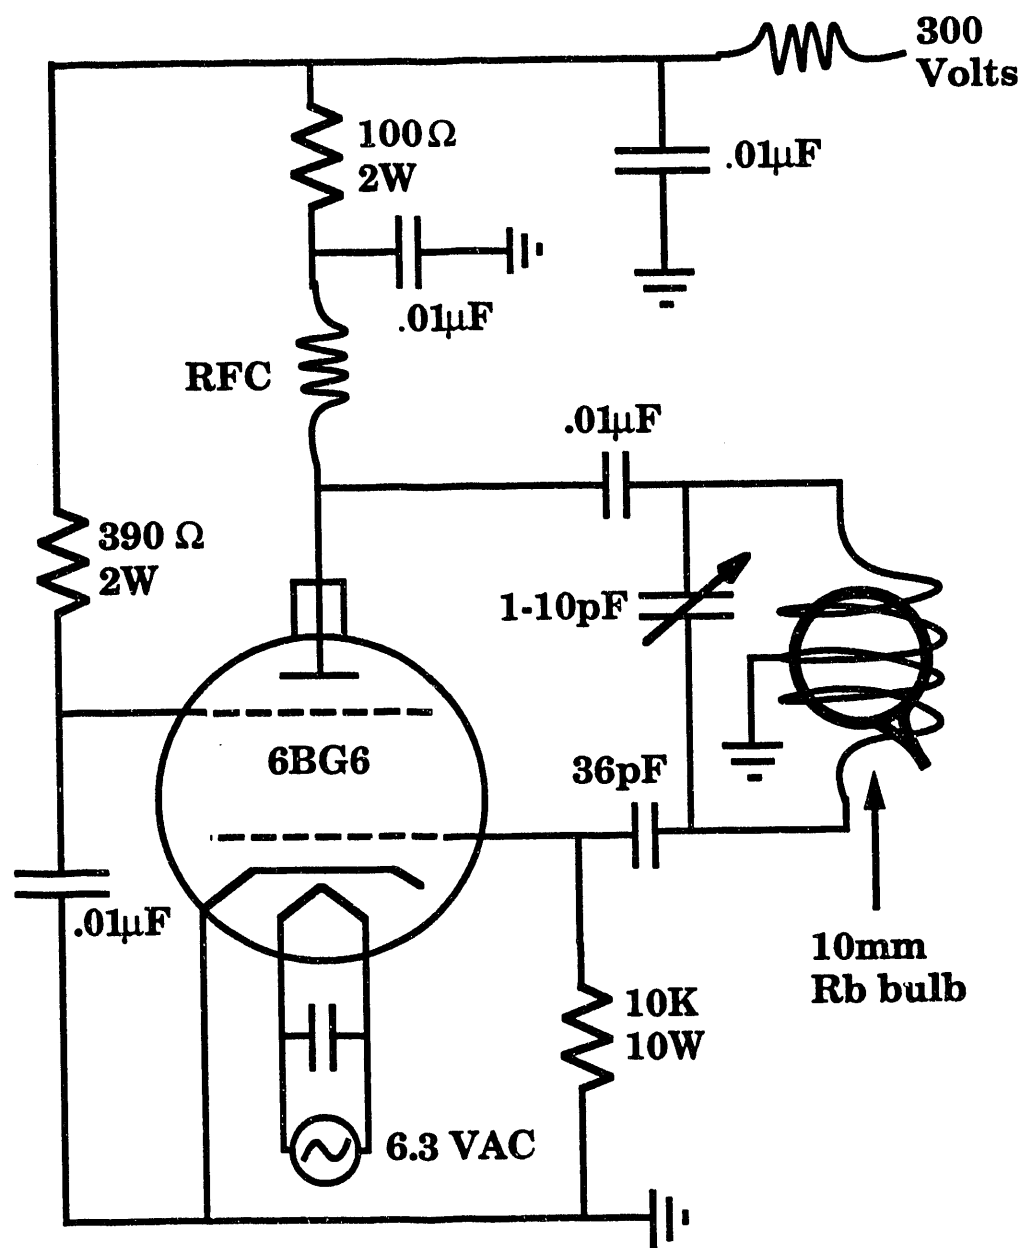 300
Volts
100Ω
2W
.01µF
.01µF
RFC
.01µF
390 Ω
2W
1-10pF
6BG6
36pF
.01µF
10mm
Rb bulb
10K
10W
6.3 VAC